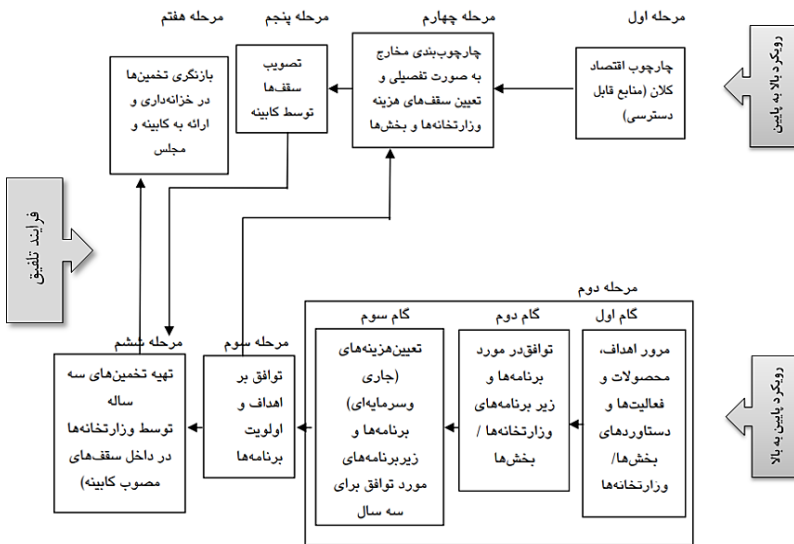 رویکرد بالا به پایین
مرحله اول
چارچوب اقتصاد
کلان (منابع قابل
دسترسی)
مرحله چهارم
چارچوب‌بندی مخارج
به صورت تفصیلی و
تعیین سقف‌های هزینه
وزارتخانه‌ها و بخش‌ها
مرحله پنجم
تصویب
سقف‌ها
توسط کابینه
مرحله هفتم
بازنگری تخمین‌ها
در خزانه‌داری و
ارائه به کابینه و
مجلس
فرایند تلفیق
رویکرد پایین به بالا
مرحله دوم
گام اول
مرور اهداف،
محصولات و
فعالیت‌ها و
دستاوردهای
بخش‌ها/
وزارتخانه‌ها
گام دوم
توافق‌در مورد
برنامه‌ها و
زیر برنامه‌های
وزارتخانه‌ها /
بخش‌ها
گام سوم
تعیین‌هزینه‌های
(جاری
وسرمایه‌ای)
برنامه‌ها و
زیربرنامه‌های
مورد توافق برای
سه سال
مرحله سوم
توافق بر
اهداف و
اولویت
برنامه‌ها
مرحله ششم
تهیه تخمین‌های سه
ساله
توسط وزارتخانه‌ها
در داخل سقف‌های
مصوب کابینه)